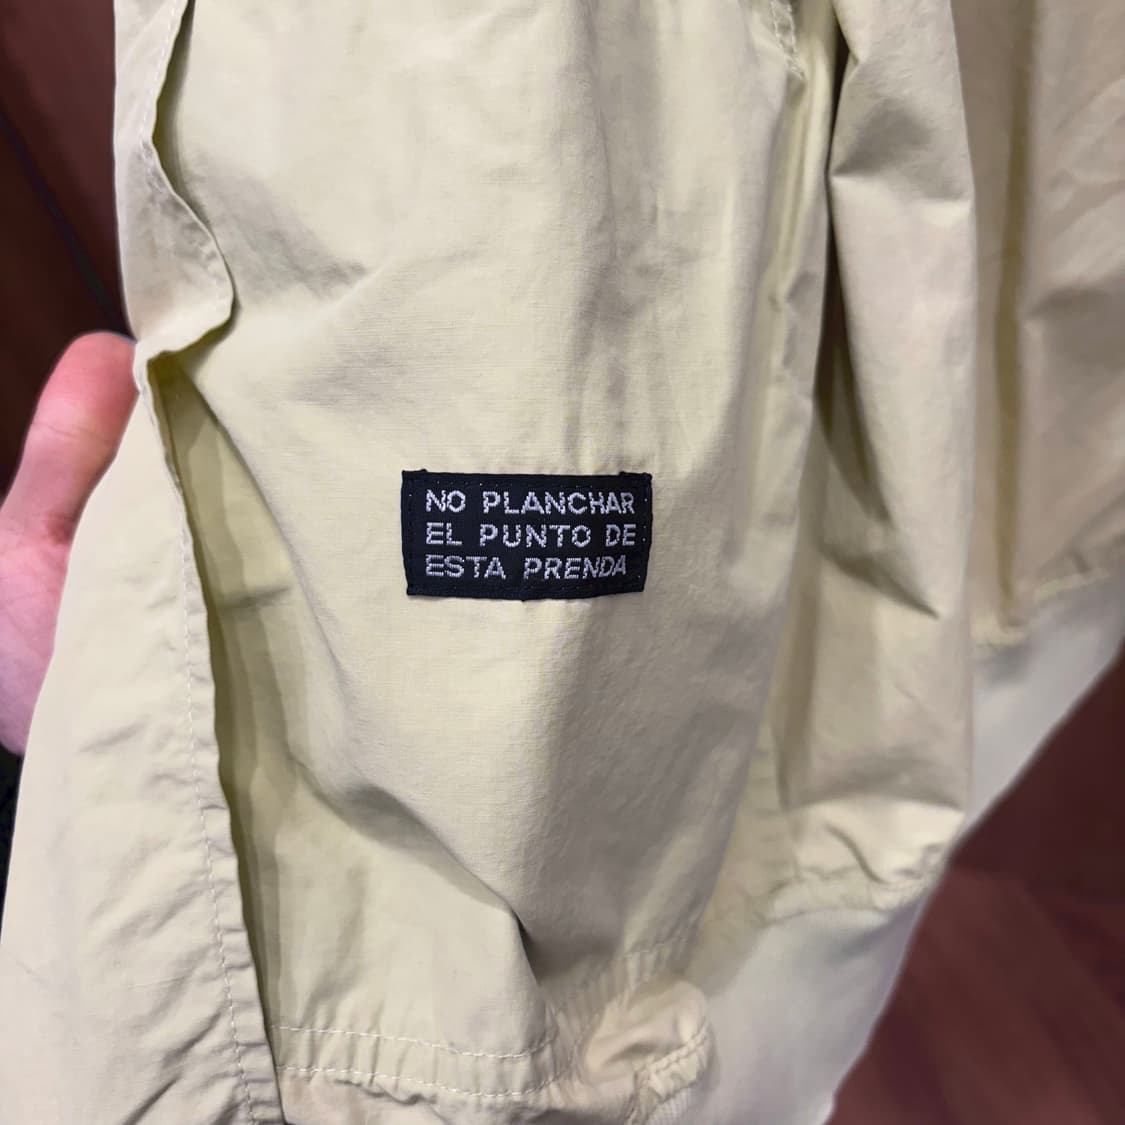 NO PLANCHAR
EL PUNTO DE
ESTA PRENDA